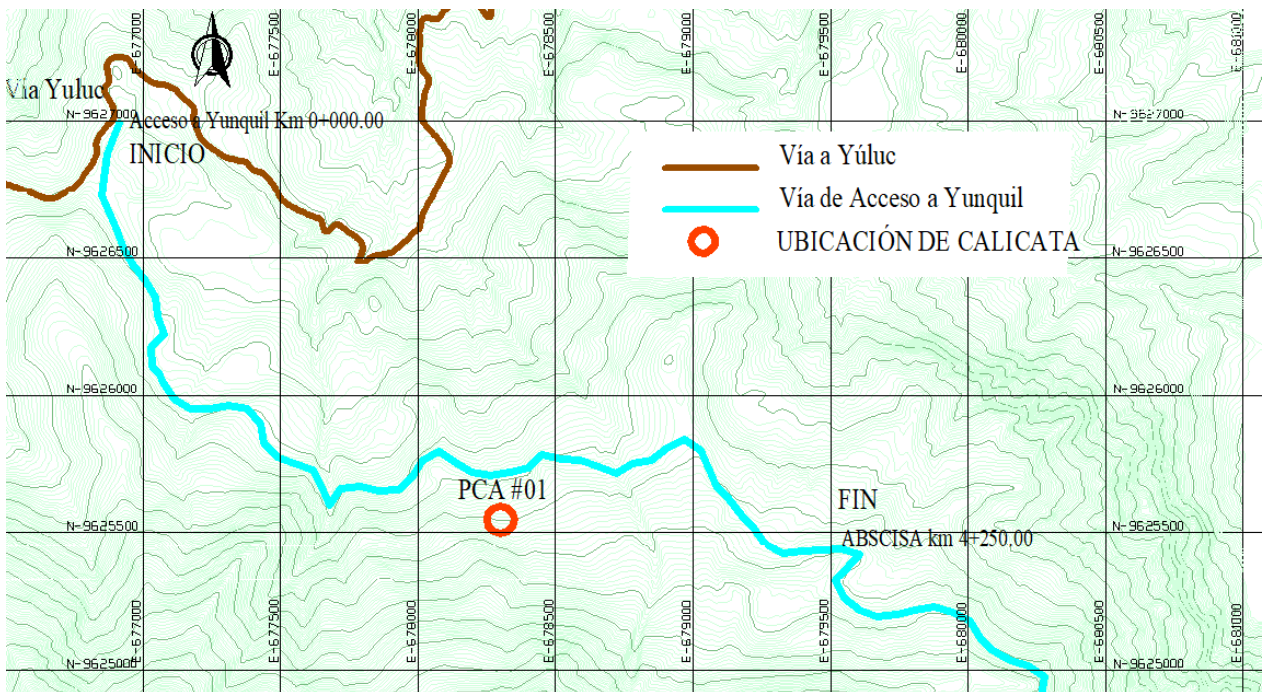 E-677000
E-677500
E-678000
E-678500
E-679000
E-679500
E-680000
E-680500
E-681000
Vía Yuluc
N-9627000
Acceso a Yunquil Km 0+000.00
N-9627000
INICIO
Vía a Yúluc
Vía de Acceso a Yunquil
UBICACIÓN DE CALICATA
N-9626500
N-9626500
N-9626000
N-9626000
PCA #01
FIN
N-9625500
ABSCISA km 4+250.00
N-9625500
E-677000
E-677500
E-678000
E-678500
E-679000
E-679500
E-680000
E-680500
E-681000
N-9625000
N-9625000